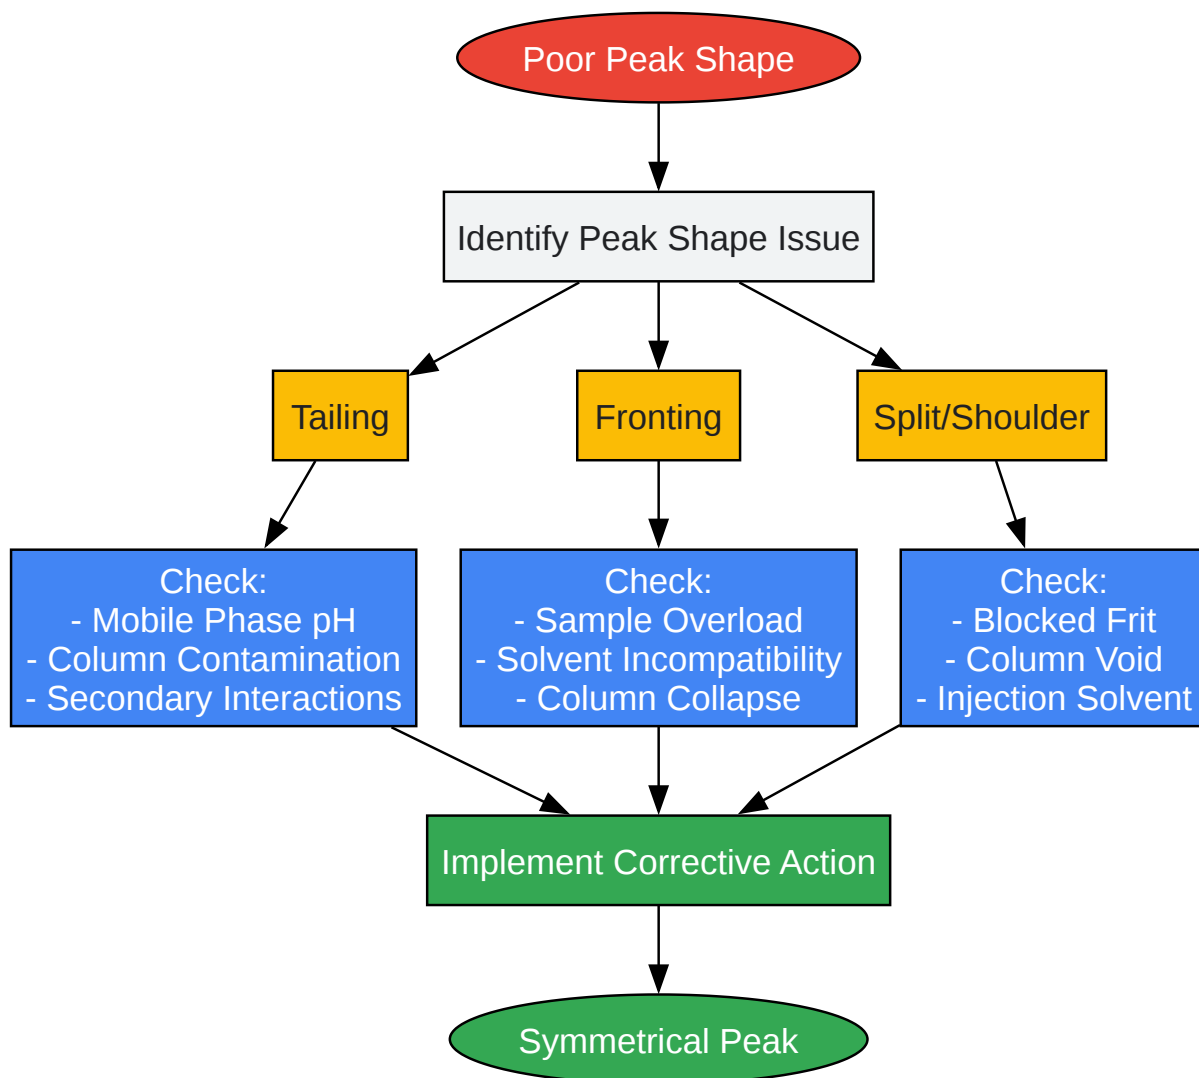 Poor Peak Shape
Identify Peak Shape Issue
Tailing
Fronting
Split/Shoulder
Check:
- Mobile Phase pH
- Column Contamination
- Secondary Interactions
Check:
- Sample Overload
- Solvent Incompatibility
- Column Collapse
Check:
- Blocked Frit
- Column Void
- Injection Solvent
Implement Corrective Action
Symmetrical Peak